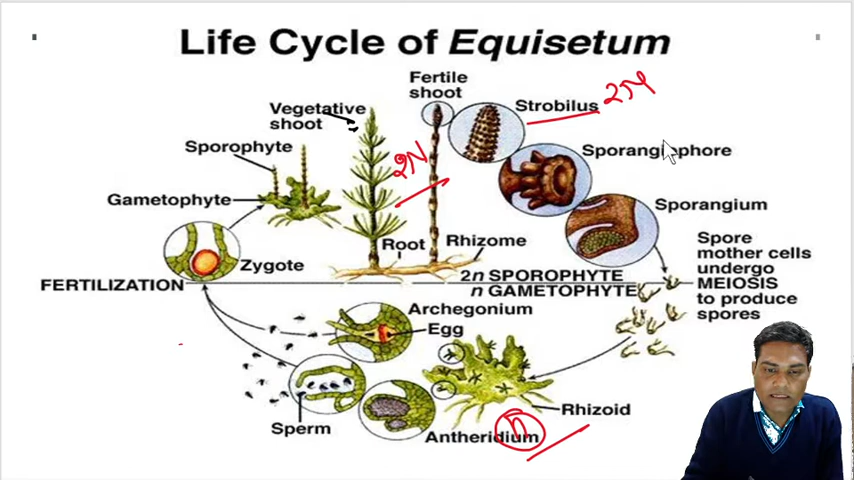 Life Cycle of Equisetum
Fertile
shoot
Strobilus
2N
Vegetative
shoot
Sporophyte
2N
Sporangiophore
Gametophyte
Sporangium
Root
Rhizome
Spore
mother cells
undergo
MEIOSIS
to produce
spores
Zygote
2n SPOROPHYTE
FERTILIZATION
n GAMETOPHYTE
Archegonium
Egg
Rhizoid
Sperm
Antheridium
n